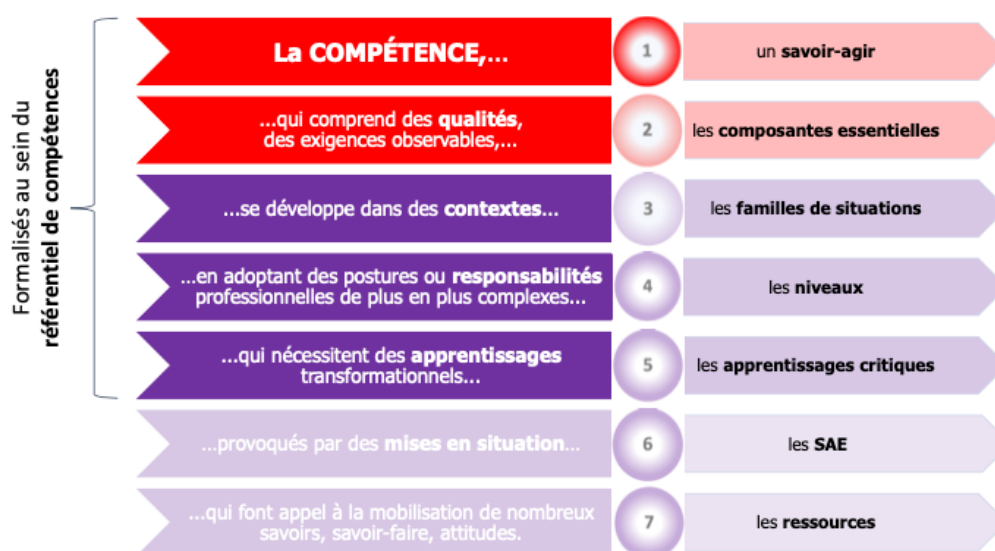 Formalisés au sein du
référentiel de compétences
La COMPÉTENCE,...
1
un savoir-agir
...qui comprend des qualités,
des exigences observables,...
2
les composantes essentielles
...se développe dans des contextes...
3
les familles de situations
...en adoptant des postures ou responsabilités
professionnelles de plus en plus complexes...
4
les niveaux
...qui nécessitent des apprentissages
transformationnels...
5
les apprentissages critiques
...provoqués par des mises en situation...
6
les SAE
...qui font appel à la mobilisation de nombreux
savoirs, savoir-faire, attitudes.
7
les ressources